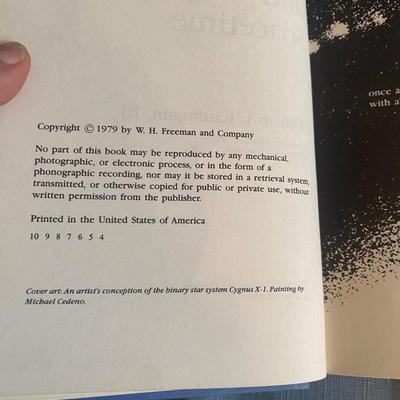 Copyright © 1979 by W. H. Freeman and Company
No part of this book may be reproduced by any mechanical,
photographic, or electronic process, or in the form of a
phonographic recording, nor may it be stored in a retrieval system,
transmitted, or otherwise copied for public or private use, without
written permission from the publisher.
Printed in the United States of America
10 9 8 7 6 5 4
Cover art: An artist's conception of the binary star system Cygnus X-1. Painting by
Michael Cedeno.
once a
with a